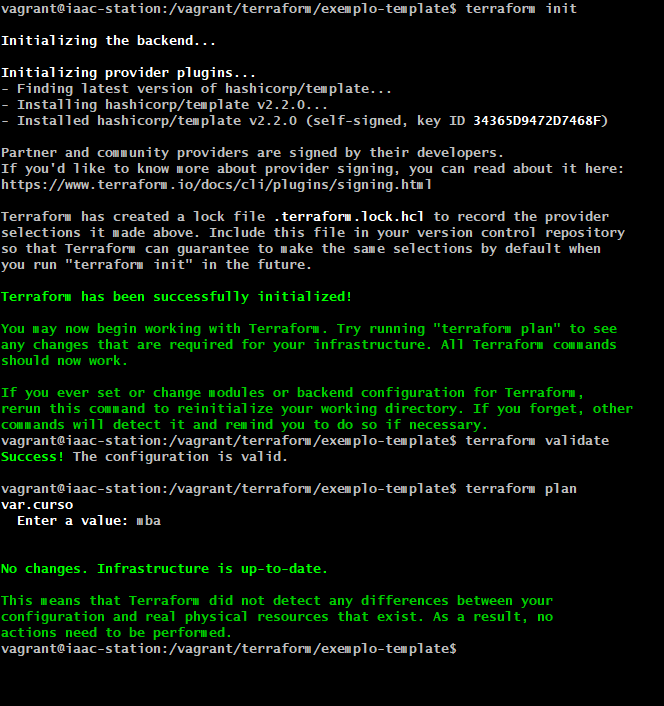 vagrant@iaac-station:/vagrant/terraform/exemplo-template$ terraform init
Initializing the backend...
Initializing provider plugins...
- Finding latest version of hashicorp/template...
- Installing hashicorp/template v2.2.0...
- Installed hashicorp/template v2.2.0 (self-signed, key ID 34365D9472D7468F)
Partner and community providers are signed by their developers.
If you'd like to know more about provider signing, you can read about it here:
https://www.terraform.io/docs/cli/plugins/signing.html
Terraform has created a lock file .terraform.lock.hcl to record the provider
selections it made above. Include this file in your version control repository
so that Terraform can guarantee to make the same selections by default when
you run "terraform init" in the future.
Terraform has been successfully initialized!
You may now begin working with Terraform. Try running "terraform plan" to see
any changes that are required for your infrastructure. All Terraform commands
should now work.
If you ever set or change modules or backend configuration for Terraform,
rerun this command to reinitialize your working directory. If you forget, other
commands will detect it and remind you to do so if necessary.
vagrant@iaac-station:/vagrant/terraform/exemplo-template$ terraform validate
Success! The configuration is valid.
vagrant@iaac-station:/vagrant/terraform/exemplo-template$ terraform plan
var.curso
Enter a value: mba
No changes. Infrastructure is up-to-date.
This means that Terraform did not detect any differences between your
configuration and real physical resources that exist. As a result, no
actions need to be performed.
vagrant@iaac-station:/vagrant/terraform/exemplo-template$